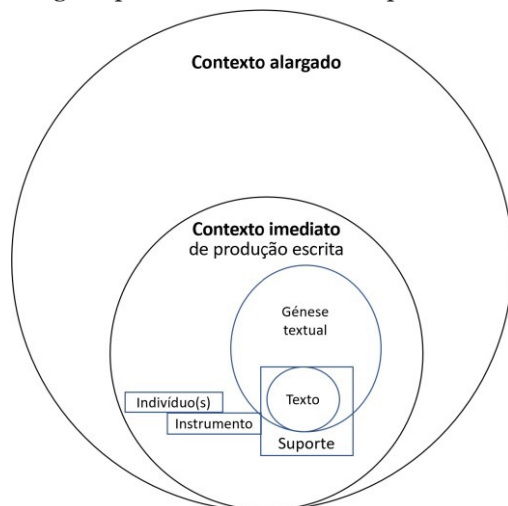 Contexto alargado
Contexto imediato
de produção escrita
Génese
textual
Texto
Indivíduo(s)
Instrumento
Suporte